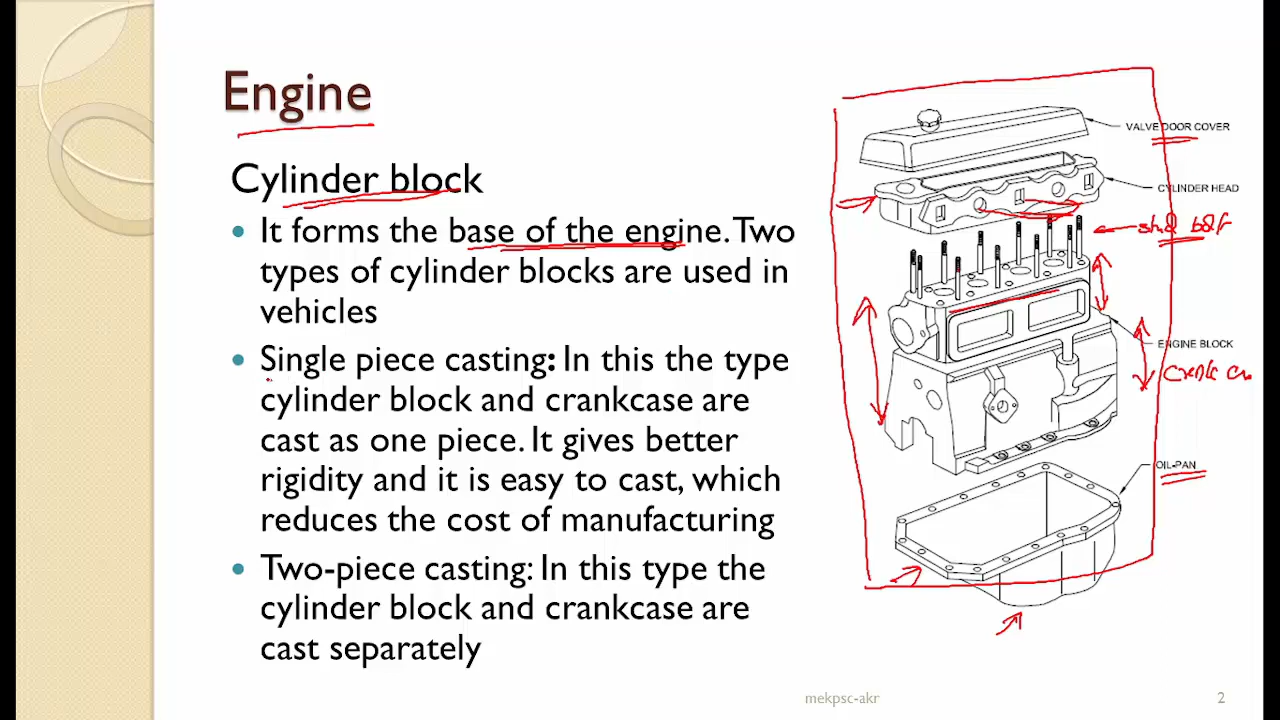 Engine
Cylinder block
• It forms the base of the engine. Two
types of cylinder blocks are used in
vehicles
• Single piece casting: In this the type
cylinder block and crankcase are
cast as one piece. It gives better
rigidity and it is easy to cast, which
reduces the cost of manufacturing
• Two-piece casting: In this type the
cylinder block and crankcase are
cast separately
VALVE DOOR COVER
CYLINDER HEAD
ENGINE BLOCK
OIL-PAN
mekpsc-akr
2